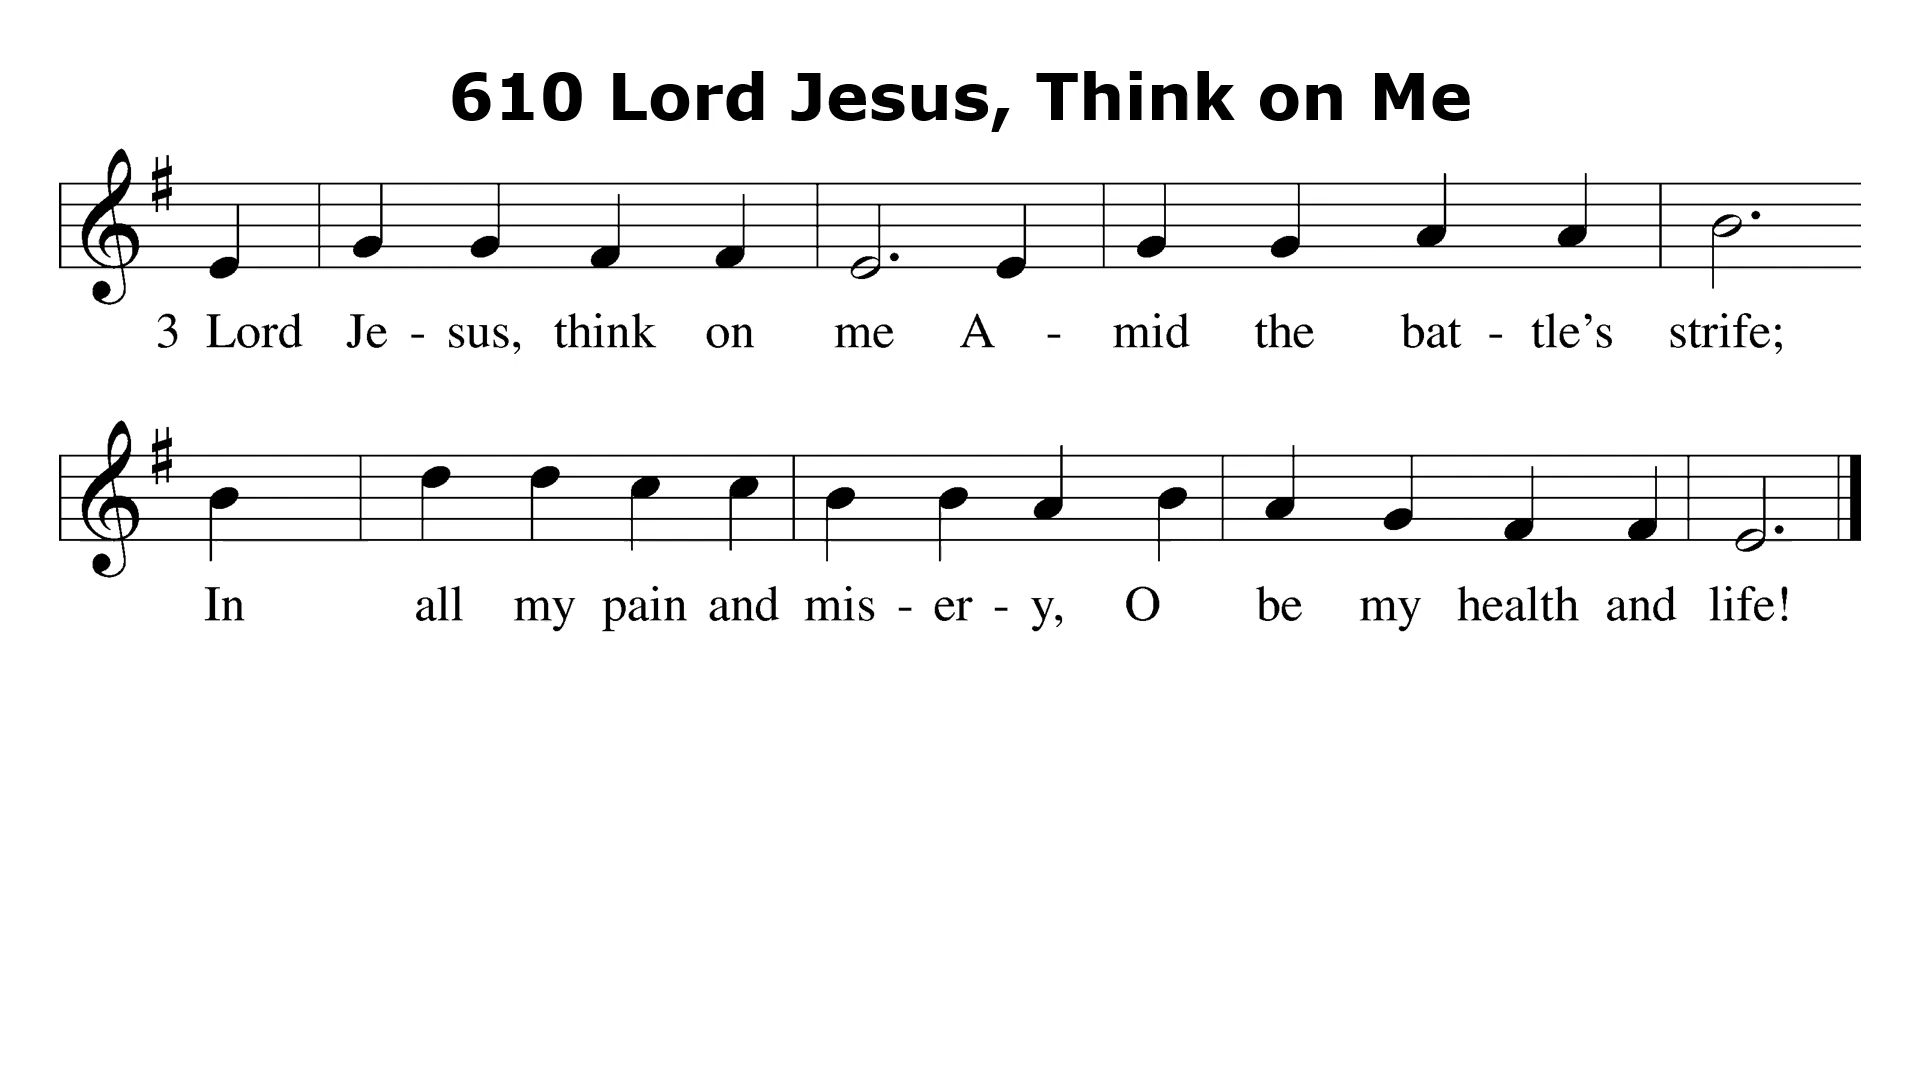 610 Lord Jesus, Think on Me
3 Lord Je - sus, think on me A - mid the bat - tle’s strife;
In all my pain and mis - er - y, O be my health and life!